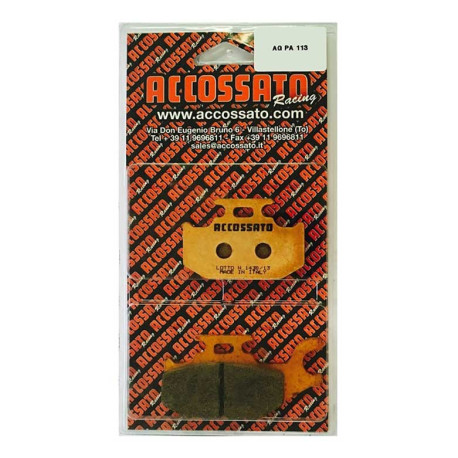 AG PA 113
ACCOSSATO
Racing
www.accossato.com
Via Don Eugenio Bruno 6 - Villastellone (To)
Tel + 39 11 9696811 - Fax +39 11 9696811
sales@accossato.it
ACCOSSATO
MADE IN ITALY